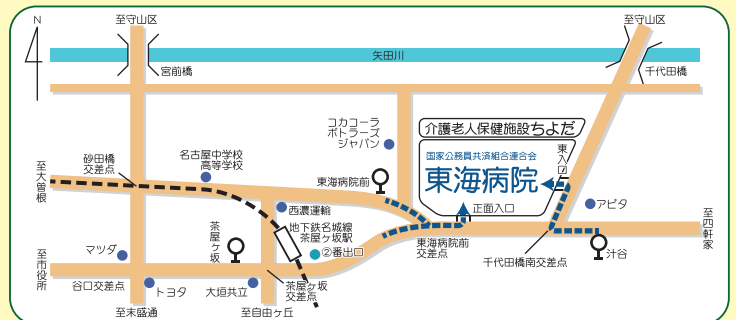 N
至守山区
至守山区
矢田川
宮前橋
千代田橋
コカコーラ
ボトラーズ
ジャパン
介護老人保健施設ちよだ
国家公務員共済組合連合会
東海病院
東入口
正面入口
砂田橋
交差点
名古屋中学校
高等学校
東海病院前
至大曽根
西濃運輸
アピタ
至四軒家
地下鉄名城線
茶屋ヶ坂駅
②番出口
茶屋ヶ坂
東海病院前
交差点
汁谷
千代田橋南交差点
マツダ
至市役所
谷口交差点
トヨタ
大垣共立
茶屋ヶ坂
交差点
至末盛通
至自由ヶ丘